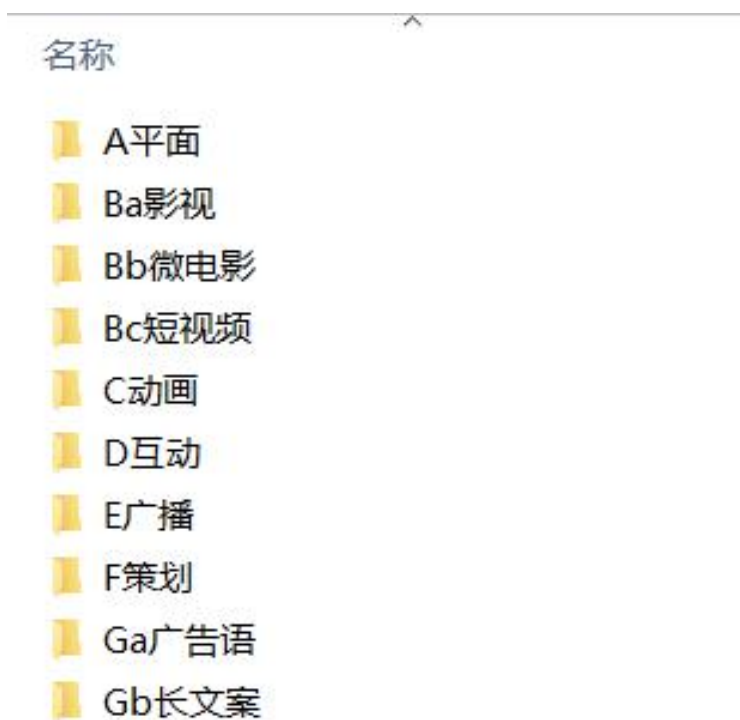 名称
A平面
Ba影视
Bb微电影
Bc短视频
C动画
D互动
E广播
F策划
Ga广告语
Gb长文案